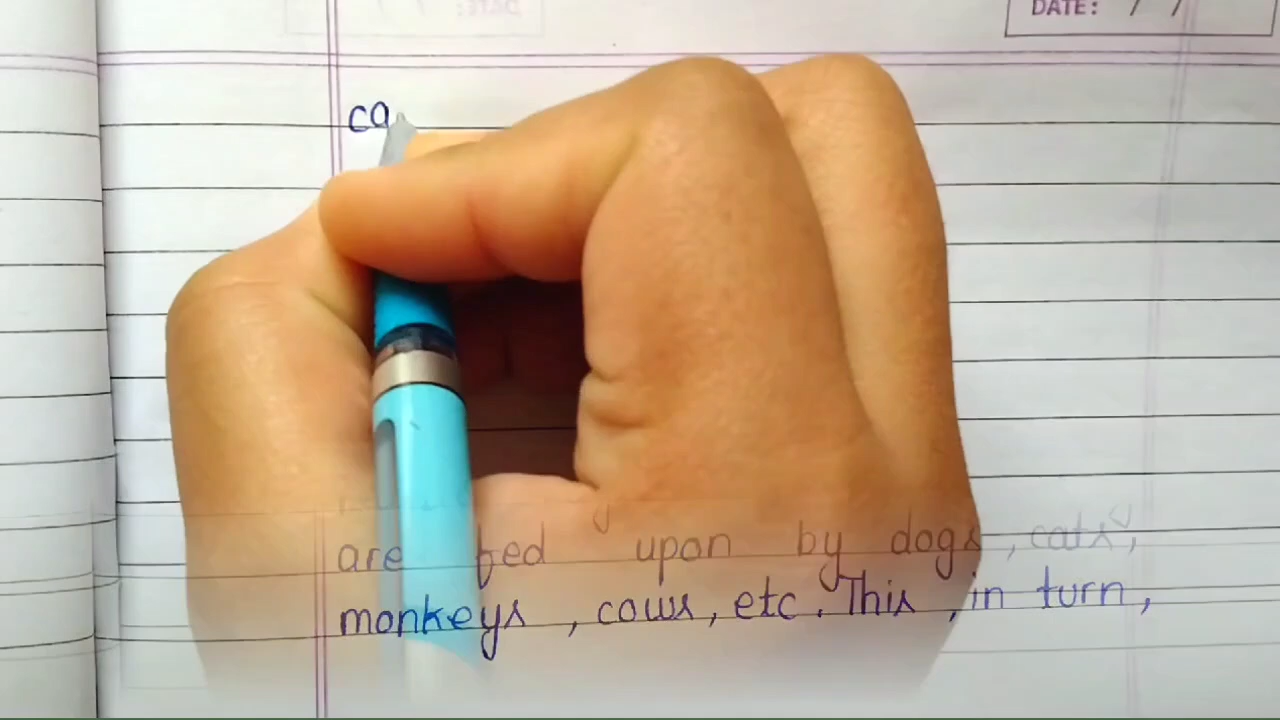 DATE: / /
ca
are fed upon by dogs, cats,
monkeys, cows, etc. This, in turn,